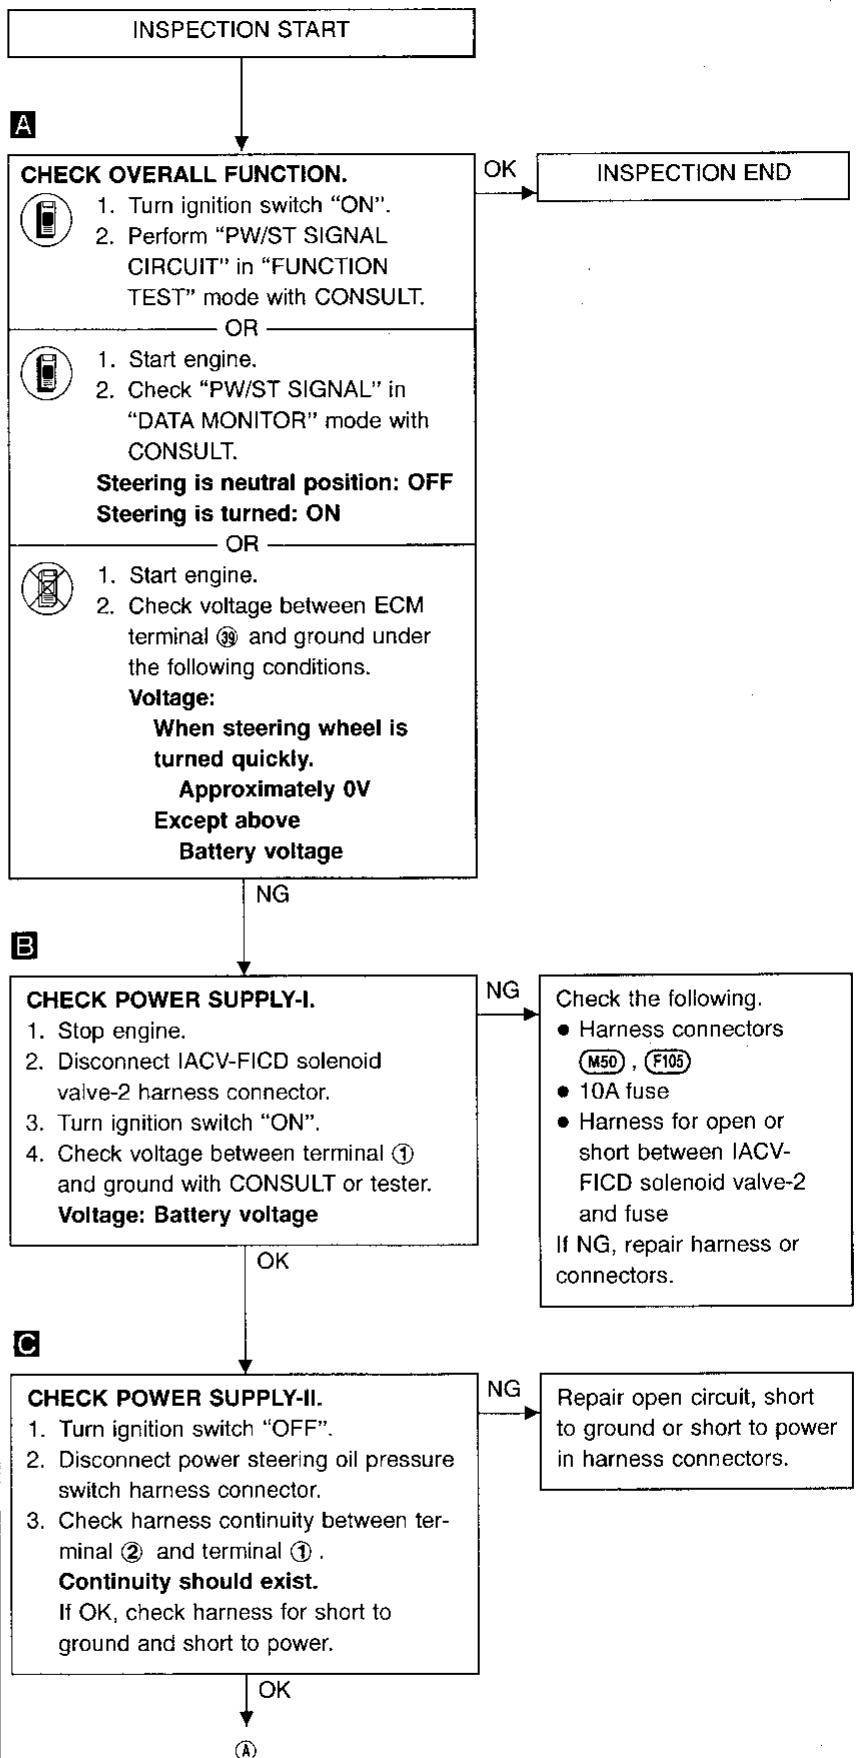 INSPECTION START
A
CHECK OVERALL FUNCTION.
1. Turn ignition switch “ON”.
2. Perform “PW/ST SIGNAL
CIRCUIT” in “FUNCTION
TEST” mode with CONSULT.
OR
1. Start engine.
2. Check “PW/ST SIGNAL” in
“DATA MONITOR” mode with
CONSULT.
Steering is neutral position: OFF
Steering is turned: ON
OR
1. Start engine.
2. Check voltage between ECM
terminal ㊴ and ground under
the following conditions.
Voltage:
When steering wheel is
turned quickly.
Approximately 0V
Except above
Battery voltage
OK
INSPECTION END
NG
B
CHECK POWER SUPPLY-I.
1. Stop engine.
2. Disconnect IACV-FICD solenoid
valve-2 harness connector.
3. Turn ignition switch “ON”.
4. Check voltage between terminal ①
and ground with CONSULT or tester.
Voltage: Battery voltage
NG
Check the following.
● Harness connectors
M50 , F105
● 10A fuse
● Harness for open or
short between IACV-
FICD solenoid valve-2
and fuse
If NG, repair harness or
connectors.
OK
C
CHECK POWER SUPPLY-II.
1. Turn ignition switch “OFF”.
2. Disconnect power steering oil pressure
switch harness connector.
3. Check harness continuity between ter-
minal ② and terminal ① .
Continuity should exist.
If OK, check harness for short to
ground and short to power.
NG
Repair open circuit, short
to ground or short to power
in harness connectors.
OK
Ⓐ